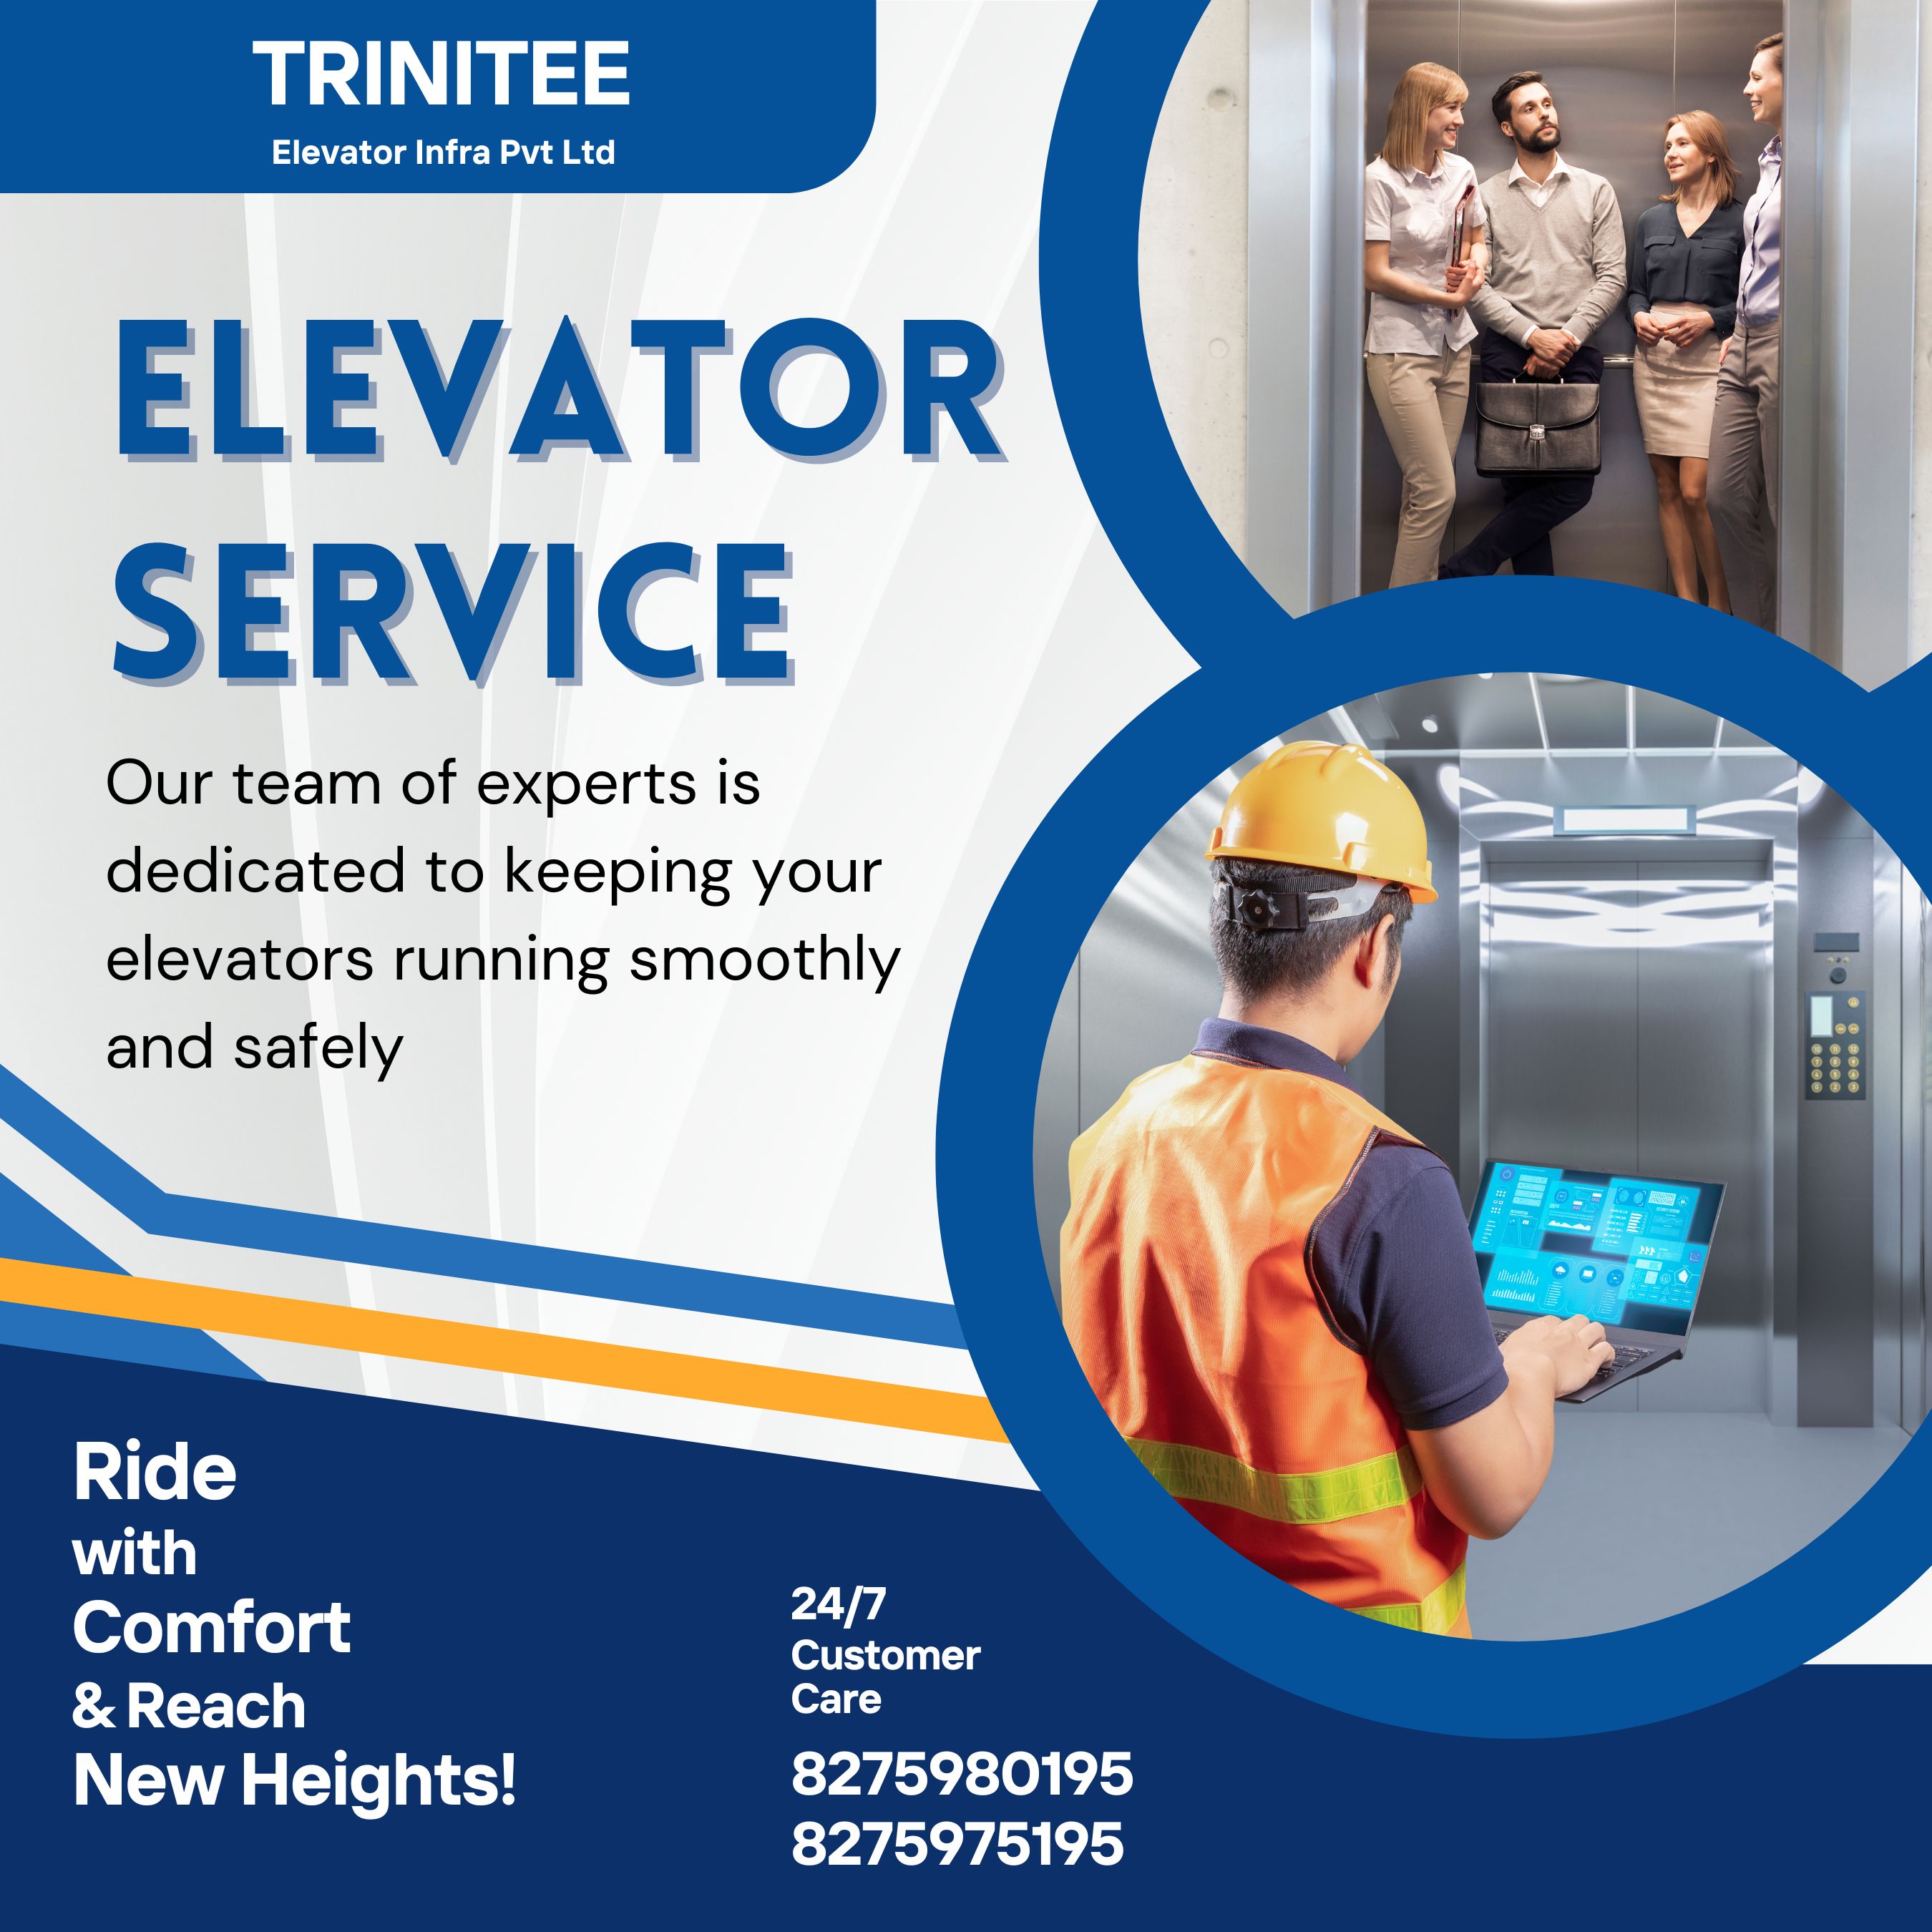 TRINITEE
Elevator Infra Pvt Ltd
ELEVATOR
SERVICE
Our team of experts is
dedicated to keeping your
elevators running smoothly
and safely
Ride
with
Comfort
& Reach
New Heights!
24/7
Customer
Care
8275980195
8275975195